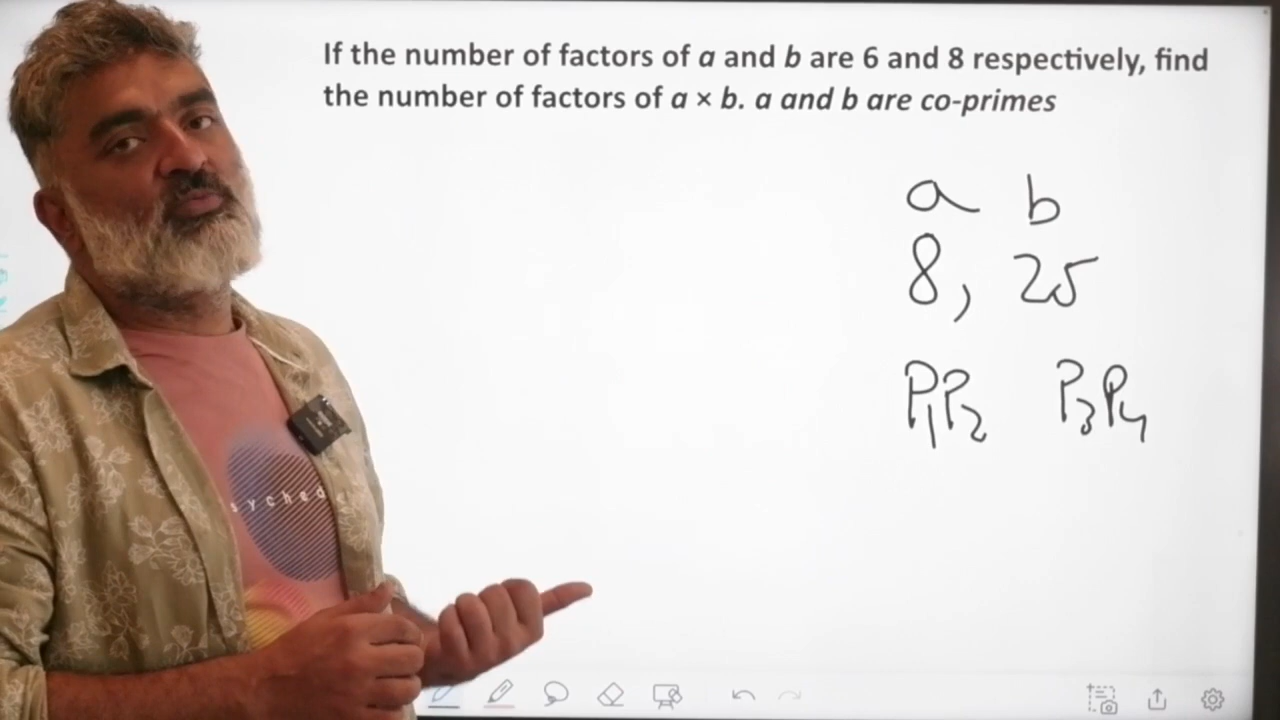 If the number of factors of a and b are 6 and 8 respectively, find
the number of factors of a × b. a and b are co-primes
a b
8, 25
P1P2 P3P4
syched